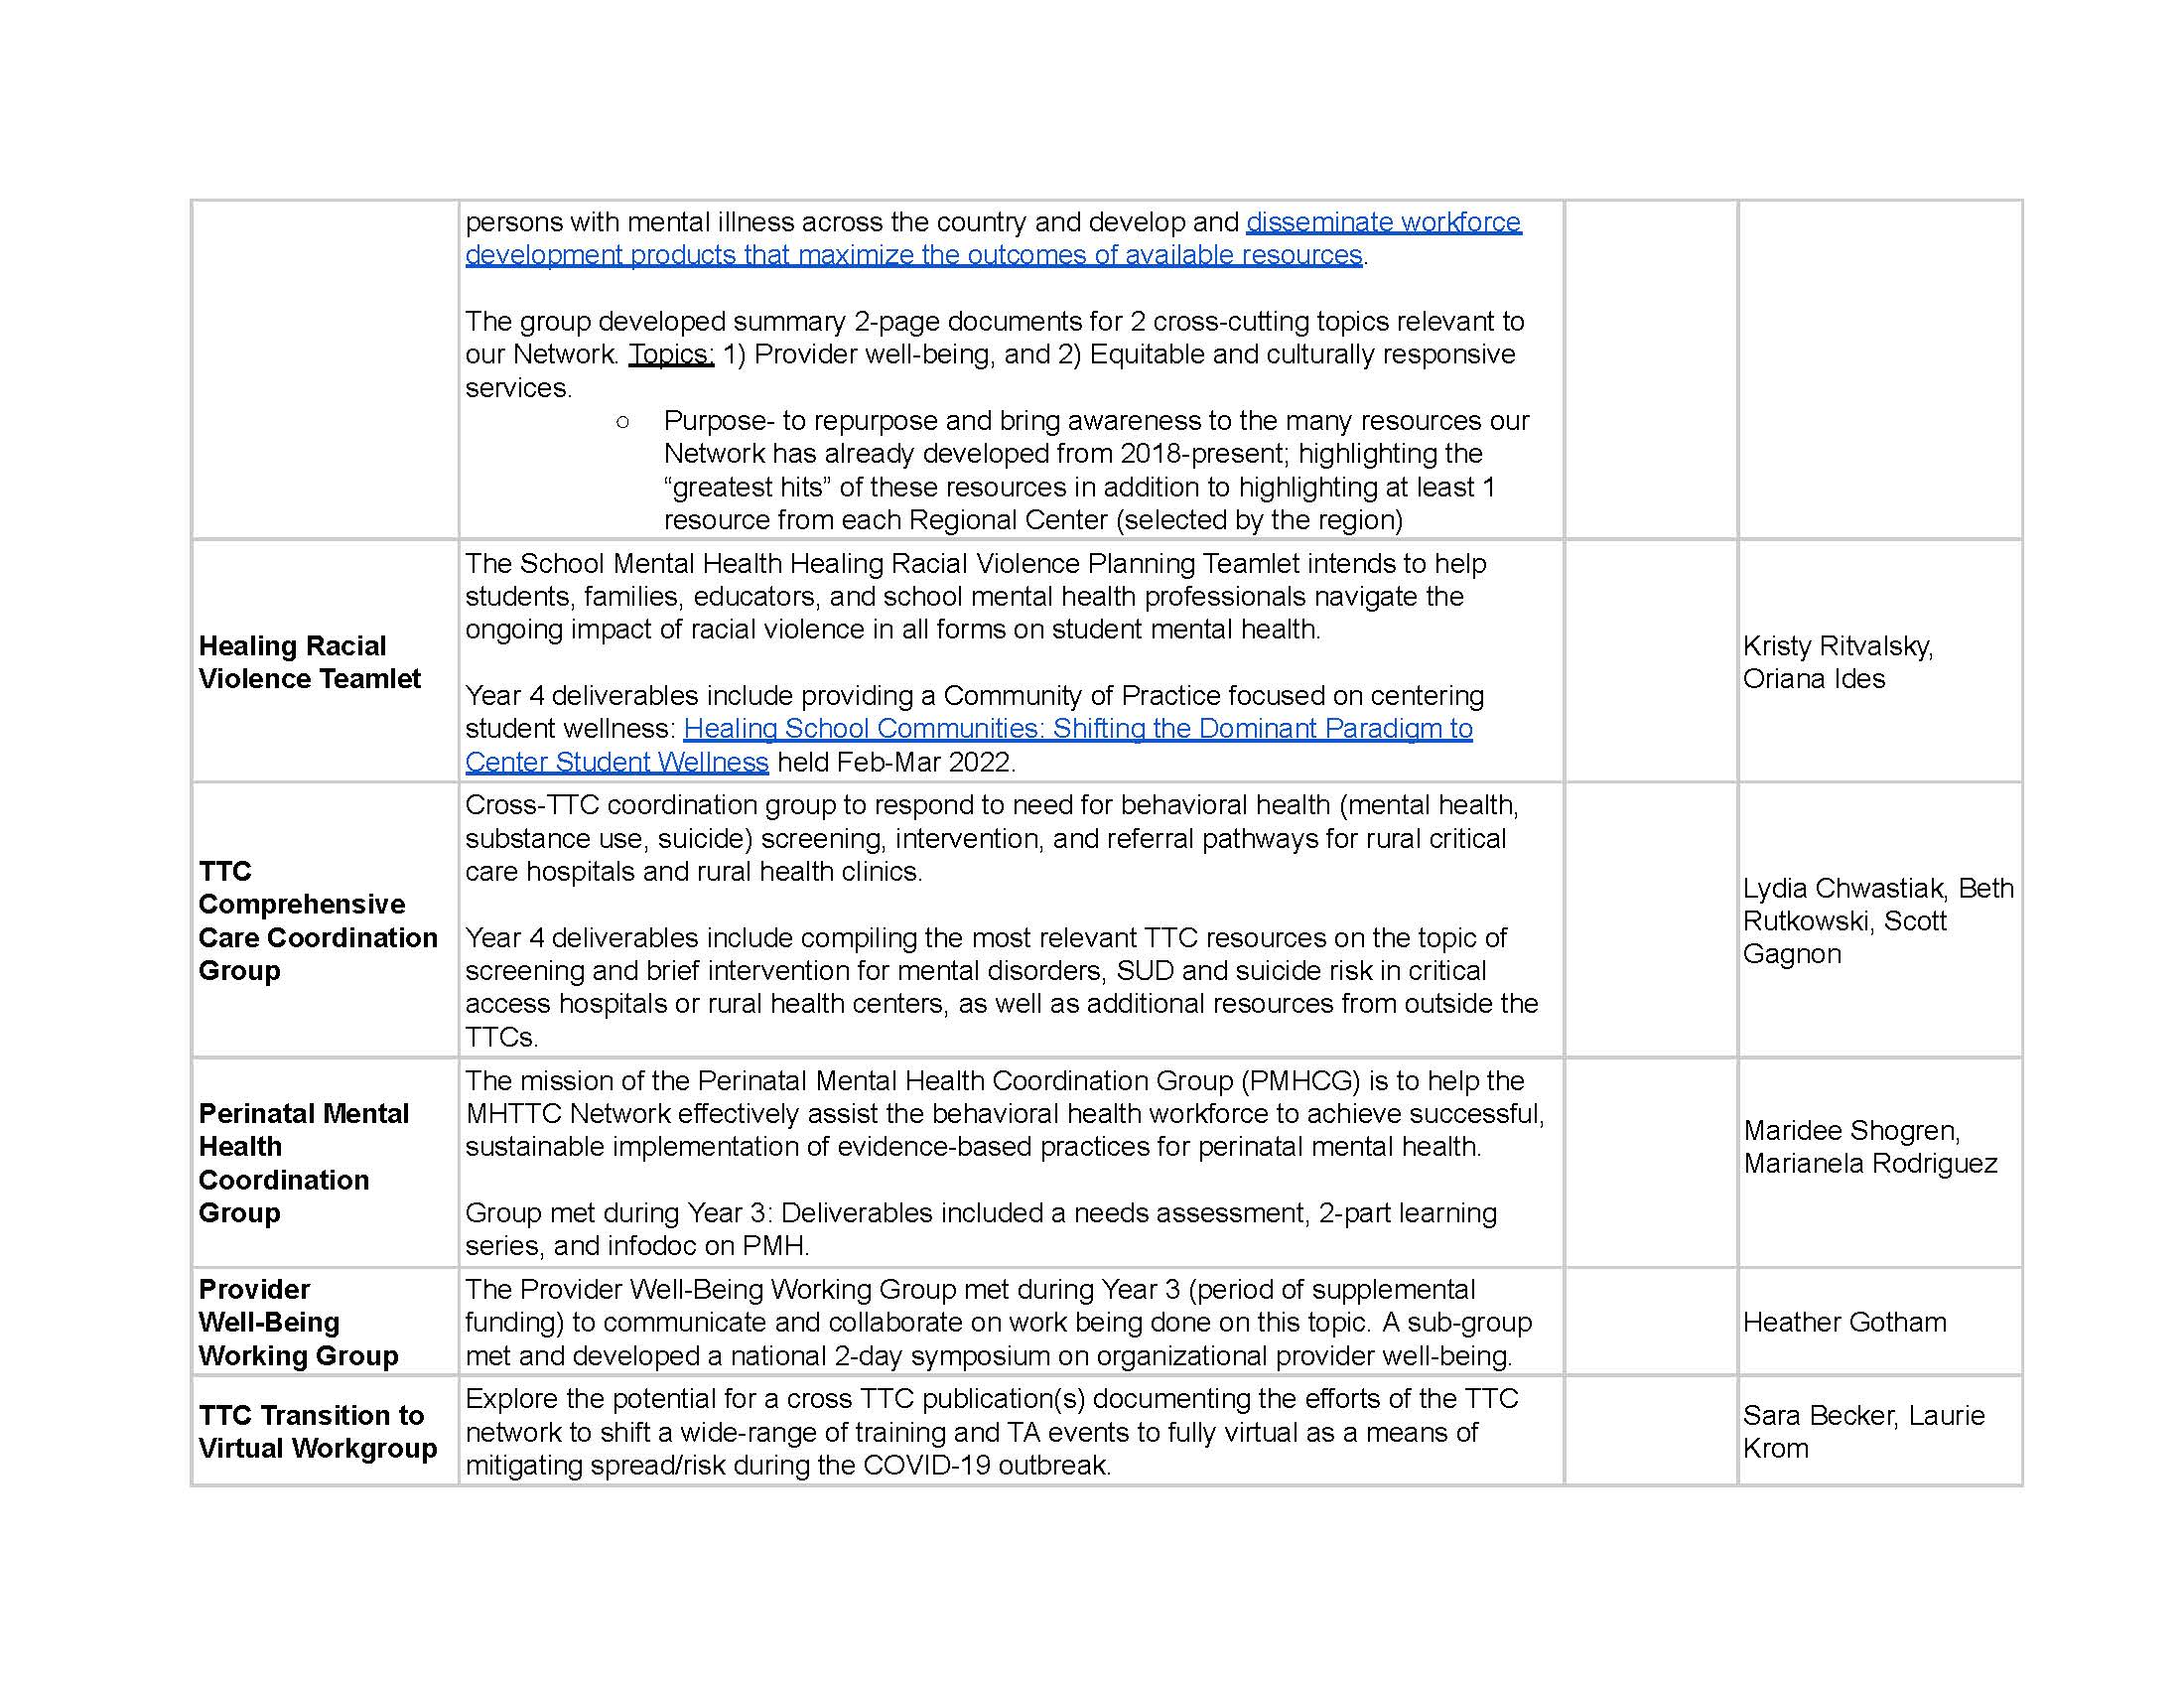 persons with mental illness across the country and develop and disseminate workforce
development products that maximize the outcomes of available resources.
The group developed summary 2-page documents for 2 cross-cutting topics relevant to
our Network. Topics: 1) Provider well-being, and 2) Equitable and culturally responsive
services.
○ Purpose- to repurpose and bring awareness to the many resources our
Network has already developed from 2018-present; highlighting the
“greatest hits” of these resources in addition to highlighting at least 1
resource from each Regional Center (selected by the region)
Healing Racial
Violence Teamlet
The School Mental Health Healing Racial Violence Planning Teamlet intends to help
students, families, educators, and school mental health professionals navigate the
ongoing impact of racial violence in all forms on student mental health.
Year 4 deliverables include providing a Community of Practice focused on centering
student wellness: Healing School Communities: Shifting the Dominant Paradigm to
Center Student Wellness held Feb-Mar 2022.
Kristy Ritvalsky,
Oriana Ides
TTC
Comprehensive
Care Coordination
Group
Cross-TTC coordination group to respond to need for behavioral health (mental health,
substance use, suicide) screening, intervention, and referral pathways for rural critical
care hospitals and rural health clinics.
Year 4 deliverables include compiling the most relevant TTC resources on the topic of
screening and brief intervention for mental disorders, SUD and suicide risk in critical
access hospitals or rural health centers, as well as additional resources from outside the
TTCs.
Lydia Chwastiak, Beth
Rutkowski, Scott
Gagnon
Perinatal Mental
Health
Coordination
Group
The mission of the Perinatal Mental Health Coordination Group (PMHCG) is to help the
MHTTC Network effectively assist the behavioral health workforce to achieve successful,
sustainable implementation of evidence-based practices for perinatal mental health.
Group met during Year 3: Deliverables included a needs assessment, 2-part learning
series, and infodoc on PMH.
Maridee Shogren,
Marianela Rodriguez
Provider
Well-Being
Working Group
The Provider Well-Being Working Group met during Year 3 (period of supplemental
funding) to communicate and collaborate on work being done on this topic. A sub-group
met and developed a national 2-day symposium on organizational provider well-being.
Heather Gotham
TTC Transition to
Virtual Workgroup
Explore the potential for a cross TTC publication(s) documenting the efforts of the TTC
network to shift a wide-range of training and TA events to fully virtual as a means of
mitigating spread/risk during the COVID-19 outbreak.
Sara Becker, Laurie
Krom